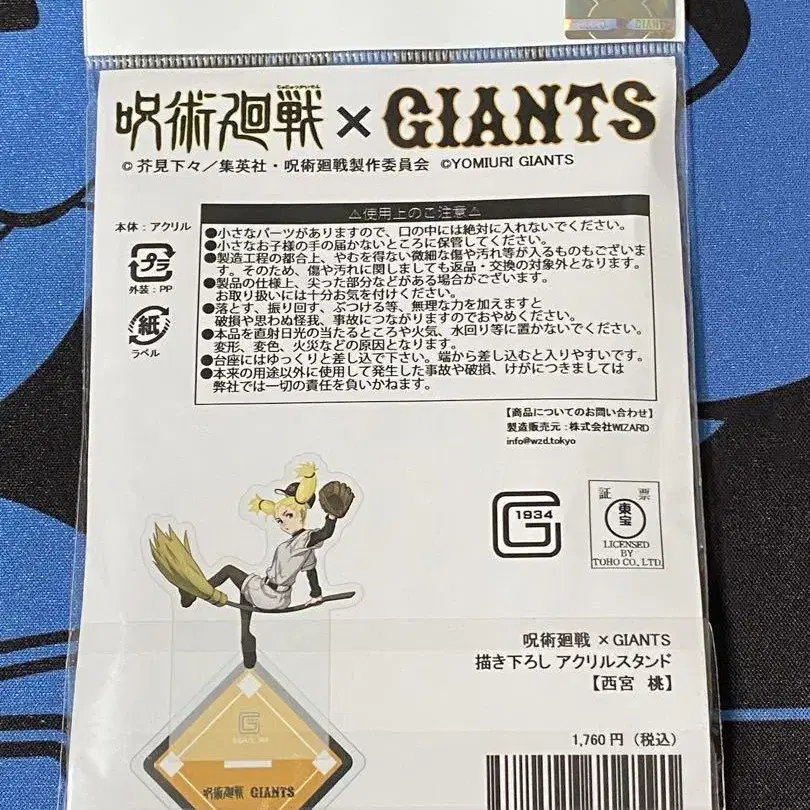 GIANTS
じゅじゅつかいせん
呪術廻戦×GIANTS
©芥見下々／集英社・呪術廻戦製作委員会 ©YOMIURI GIANTS
⚠使用上のご注意⚠
本体：アクリル
プラ
外装：PP
紙
ラベル
●小さなパーツがありますので、口の中には絶対に入れないでください。
●小さなお子様の手の届かないところに保管してください。
●製造工程の都合上、やむを得ない微細な傷や汚れ等が入るものもございま
す。そのため、傷や汚れに関しましても返品・交換の対象外となります。
●製品の仕様上、尖った部分などがある場合がございます。
お取り扱いには十分お気を付けください。
●落とす、振り回す、ぶつける等、無理な力を加えますと
破損や思わぬ怪我、事故につながりますのでおやめください。
●本品を直射日光の当たるところや火気、水回り等に置かないでください。
変形、変色、火災などの原因となります。
●台座にはゆっくりと差し込で下さい。端から差し込むと入りやすいです。
●本来の用途以外に使用して発生した事故や破損、けがにつきましては
弊社では一切の責任を負いかねます。
【商品についてのお問い合わせ】
製造販売元：株式会社WIZARD
info@wzd.tokyo
G 1934
証 票
東宝
LICENSED
BY
TOHO CO., LTD.
呪術廻戦 ×GIANTS
描き下ろし アクリルスタンド
【西宮 桃】
1,760円（税込）
G
呪術廻戦 GIANTS